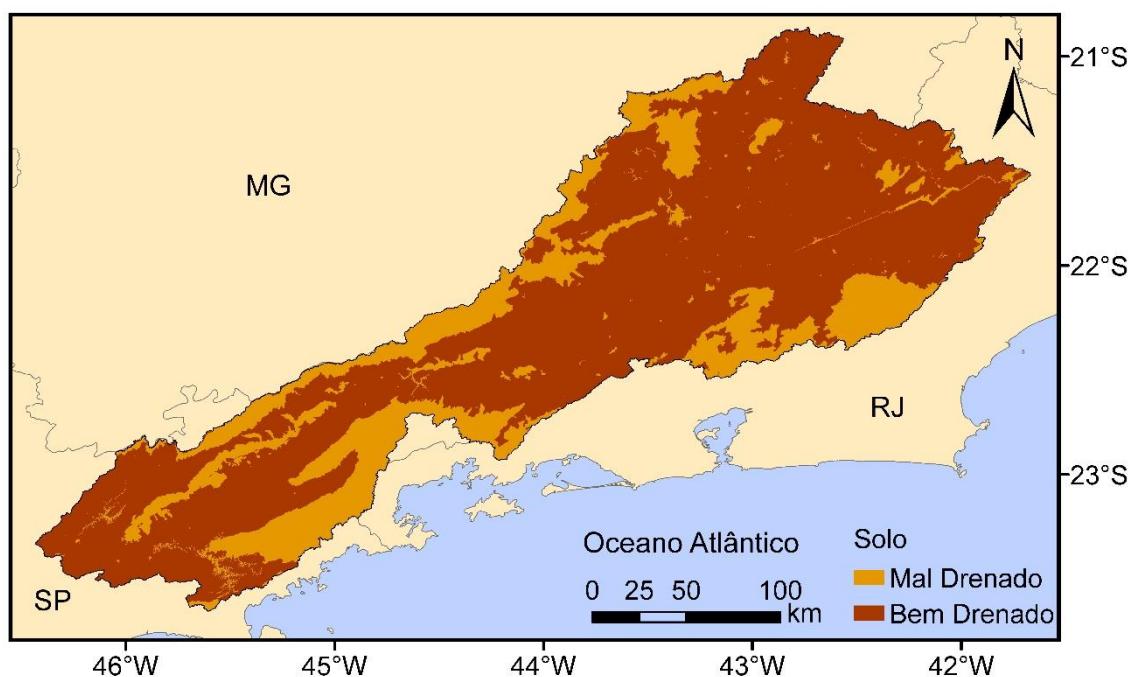 N
21°S
MG
22°S
RJ
23°S
Oceano Atlântico
Solo
Mal Drenado
0 25 50 100
km
Bem Drenado
SP
46°W 45°W 44°W 43°W 42°W